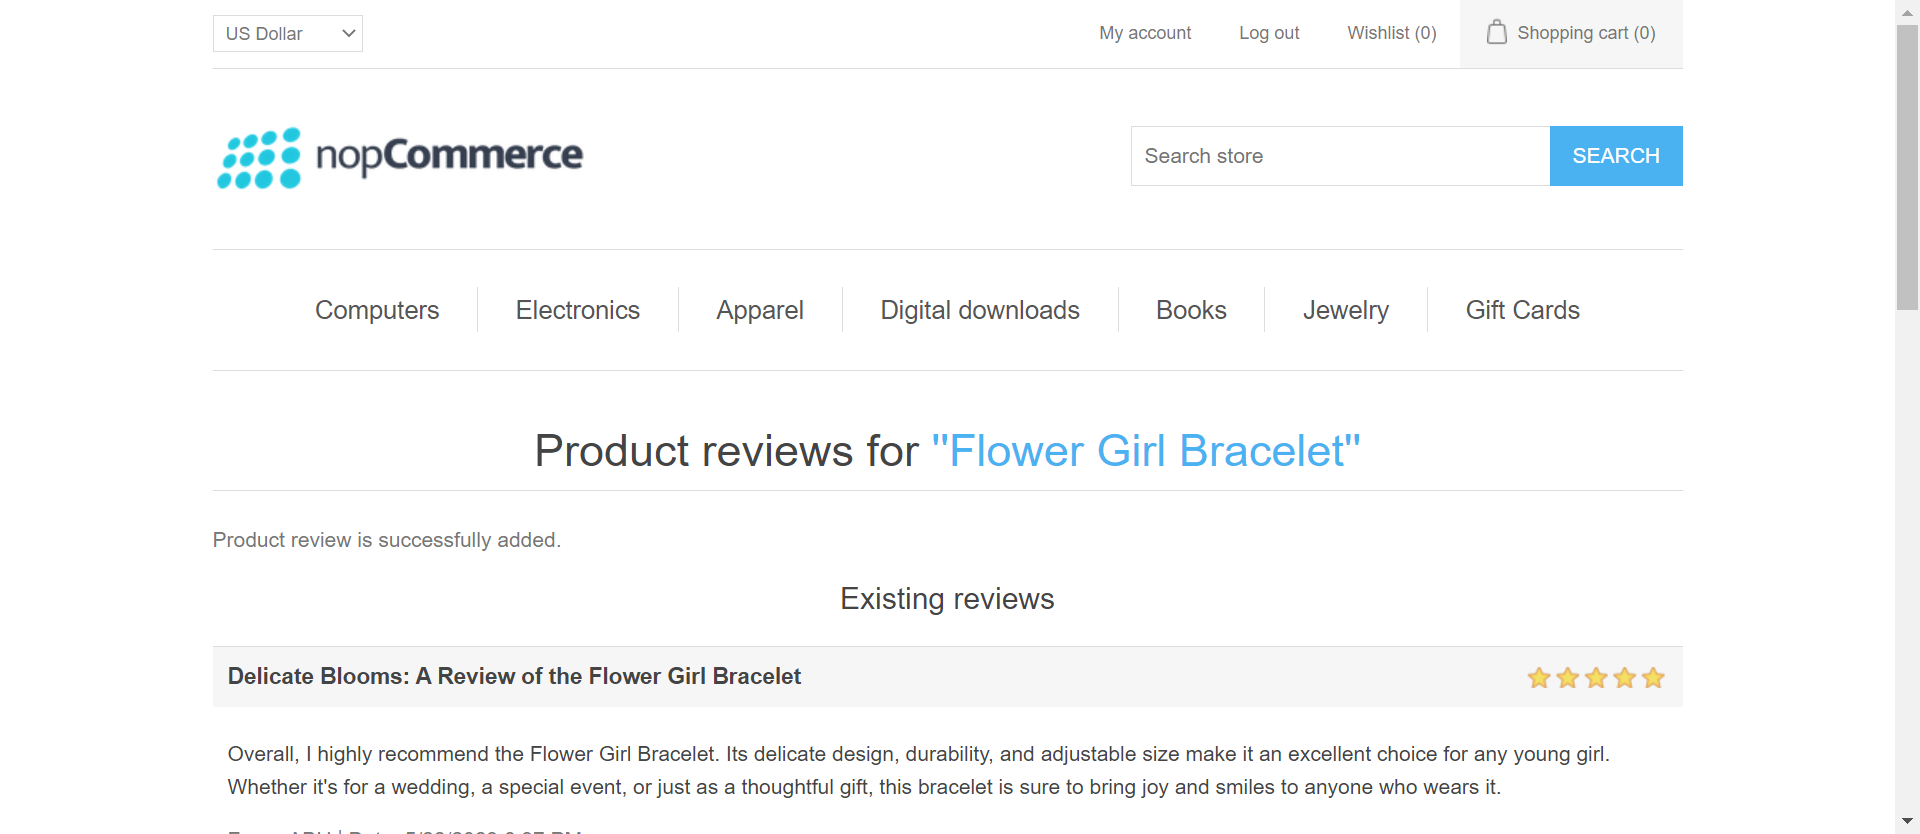 US Dollar
My account
Log out
Wishlist (0)
Shopping cart (0)
nopCommerce
Search store
SEARCH
Computers
Electronics
Apparel
Digital downloads
Books
Jewelry
Gift Cards
Product reviews for "Flower Girl Bracelet"
Product review is successfully added.
Existing reviews
Delicate Blooms: A Review of the Flower Girl Bracelet
Overall, I highly recommend the Flower Girl Bracelet. Its delicate design, durability, and adjustable size make it an excellent choice for any young girl.
Whether it's for a wedding, a special event, or just as a thoughtful gift, this bracelet is sure to bring joy and smiles to anyone who wears it.